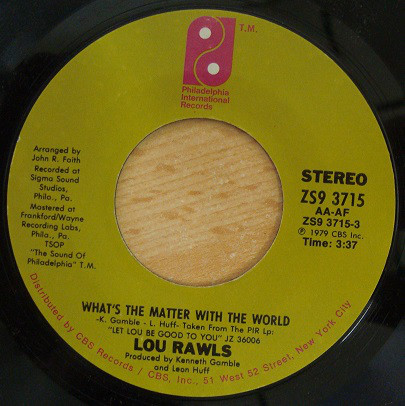 T.M.
Philadelphia
International
Records
Arranged by
John R. Faith
Recorded at
Sigma Sound
Studios,
Phila., Pa.
Mastered at
Frankford/Wayne
Recording Labs,
Phila., Pa.
TSOP
"The Sound Of
Philadelphia" T.M.
STEREO
ZS9 3715
AA-AF
ZS9 3715-3
℗ 1979 CBS Inc.
Time: 3:37
WHAT'S THE MATTER WITH THE WORLD
-K. Gamble - L. Huff- Taken From The PIR Lp:
"LET LOU BE GOOD TO YOU" JZ 36006
LOU RAWLS
Produced by Kenneth Gamble
and Leon Huff
Distributed by CBS Records / CBS, Inc., 51 West 52 Street, New York City